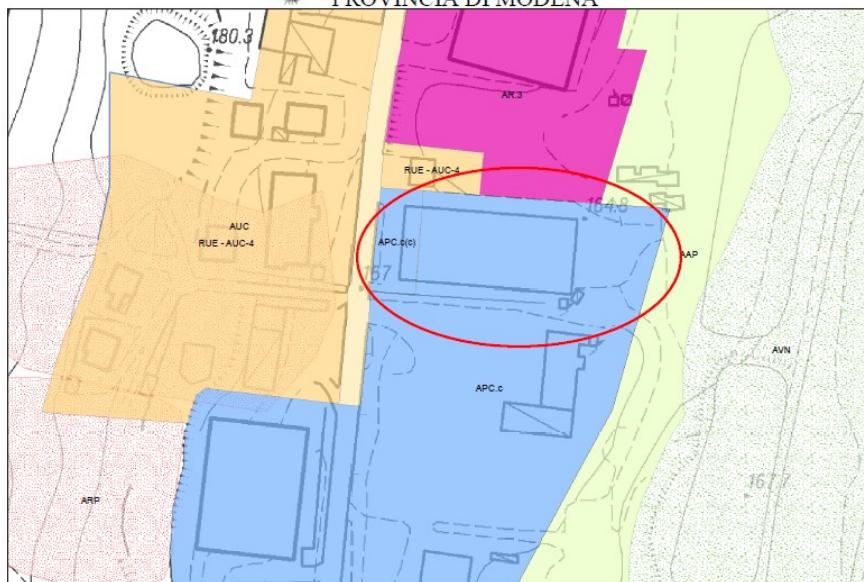 PROVINCIA DI MODENA
180.3
AR.3
RUE - AUC-4
164.8
AUC
RUE - AUC-4
APC.c(c)
AAP
167
AVN
APC.c
167.7
ARP